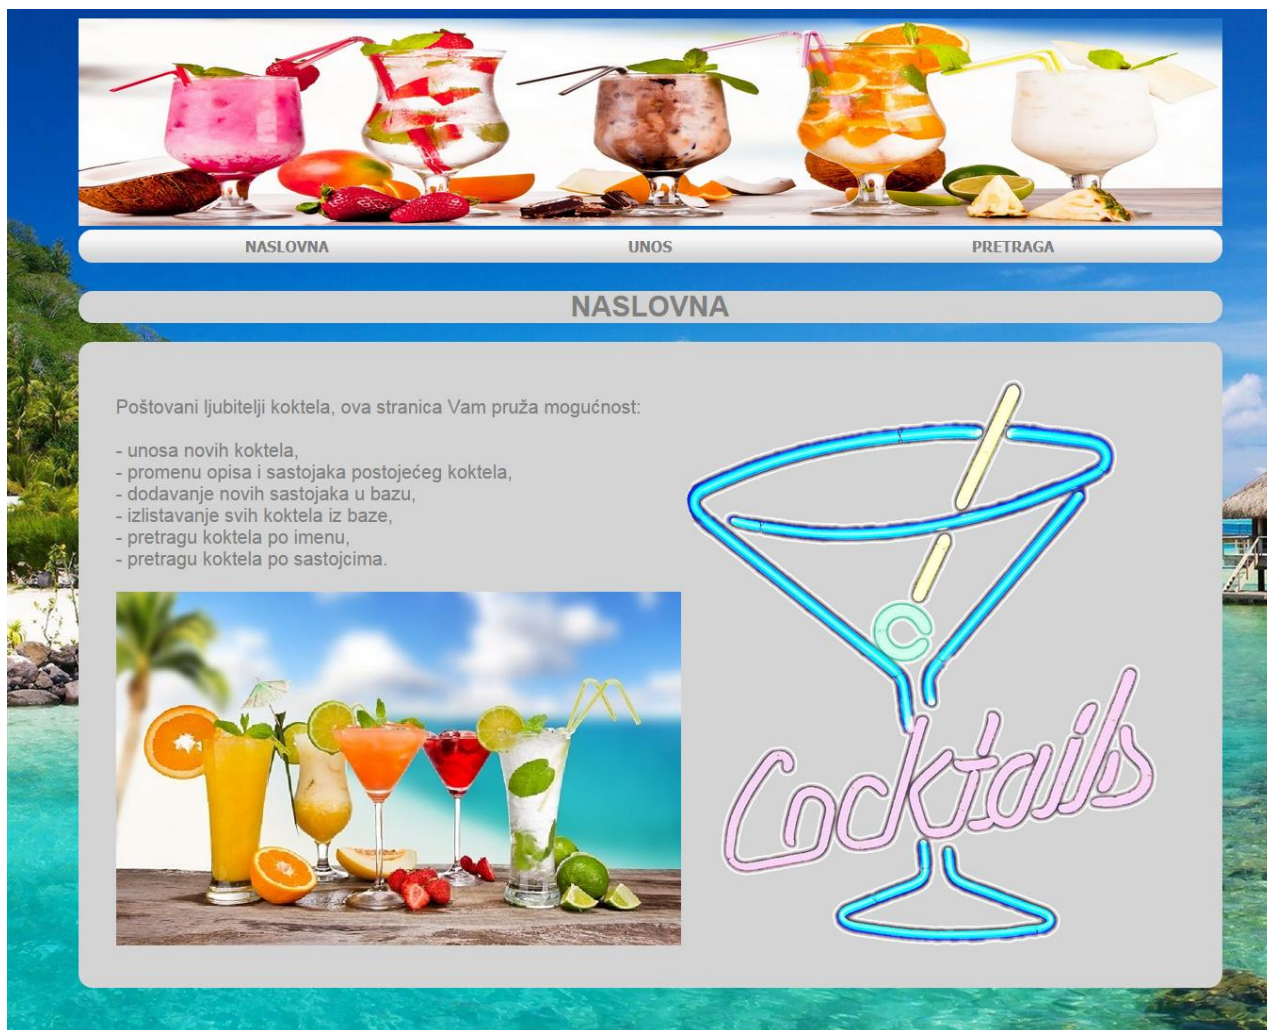 NASLOVNA UNOS PRETRAGA
NASLOVNA
Poštovani ljubitelji koktela, ova stranica Vam pruža mogućnost:
- unosa novih koktela,
- promenu opisa i sastojaka postojećeg koktela,
- dodavanje novih sastojaka u bazu,
- izlistavanje svih koktela iz baze,
- pretragu koktela po imenu,
- pretragu koktela po sastojcima.
Cocktails